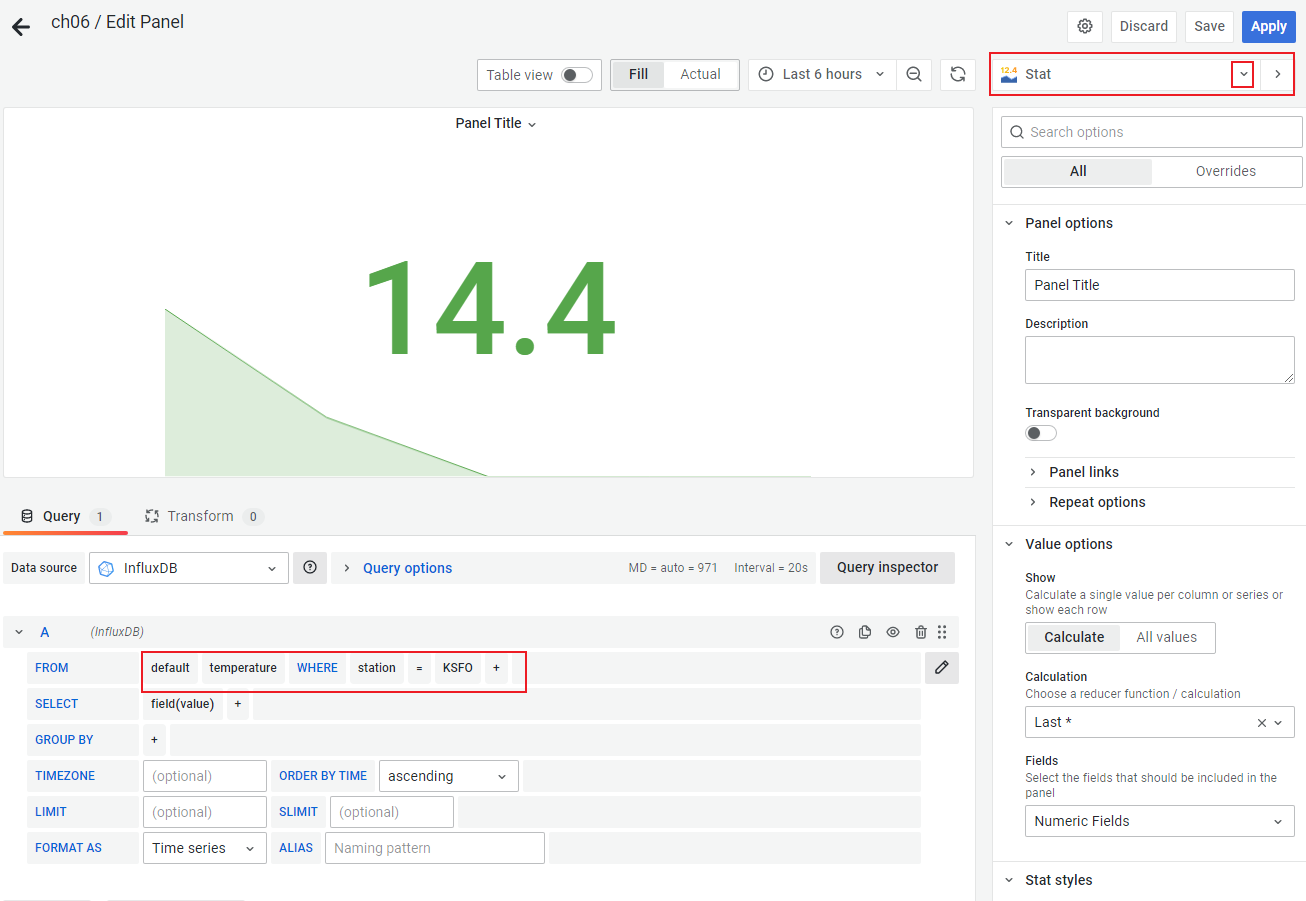 ch06 / Edit Panel
Discard Save Apply
Table view Fill Actual Last 6 hours
12.4 Stat
Panel Title
14.4
Query 1 Transform 0
Data source InfluxDB Query options MD = auto = 971 Interval = 20s Query inspector
A (InfluxDB)
FROM default temperature WHERE station = KSFO +
SELECT field(value) +
GROUP BY +
TIMEZONE (optional) ORDER BY TIME ascending
LIMIT (optional) SLIMIT (optional)
FORMAT AS Time series ALIAS Naming pattern
Search options
All Overrides
Panel options
Title
Panel Title
Description
Transparent background
Panel links
Repeat options
Value options
Show
Calculate a single value per column or series or
show each row
Calculate All values
Calculation
Choose a reducer function / calculation
Last *
Fields
Select the fields that should be included in the
panel
Numeric Fields
Stat styles